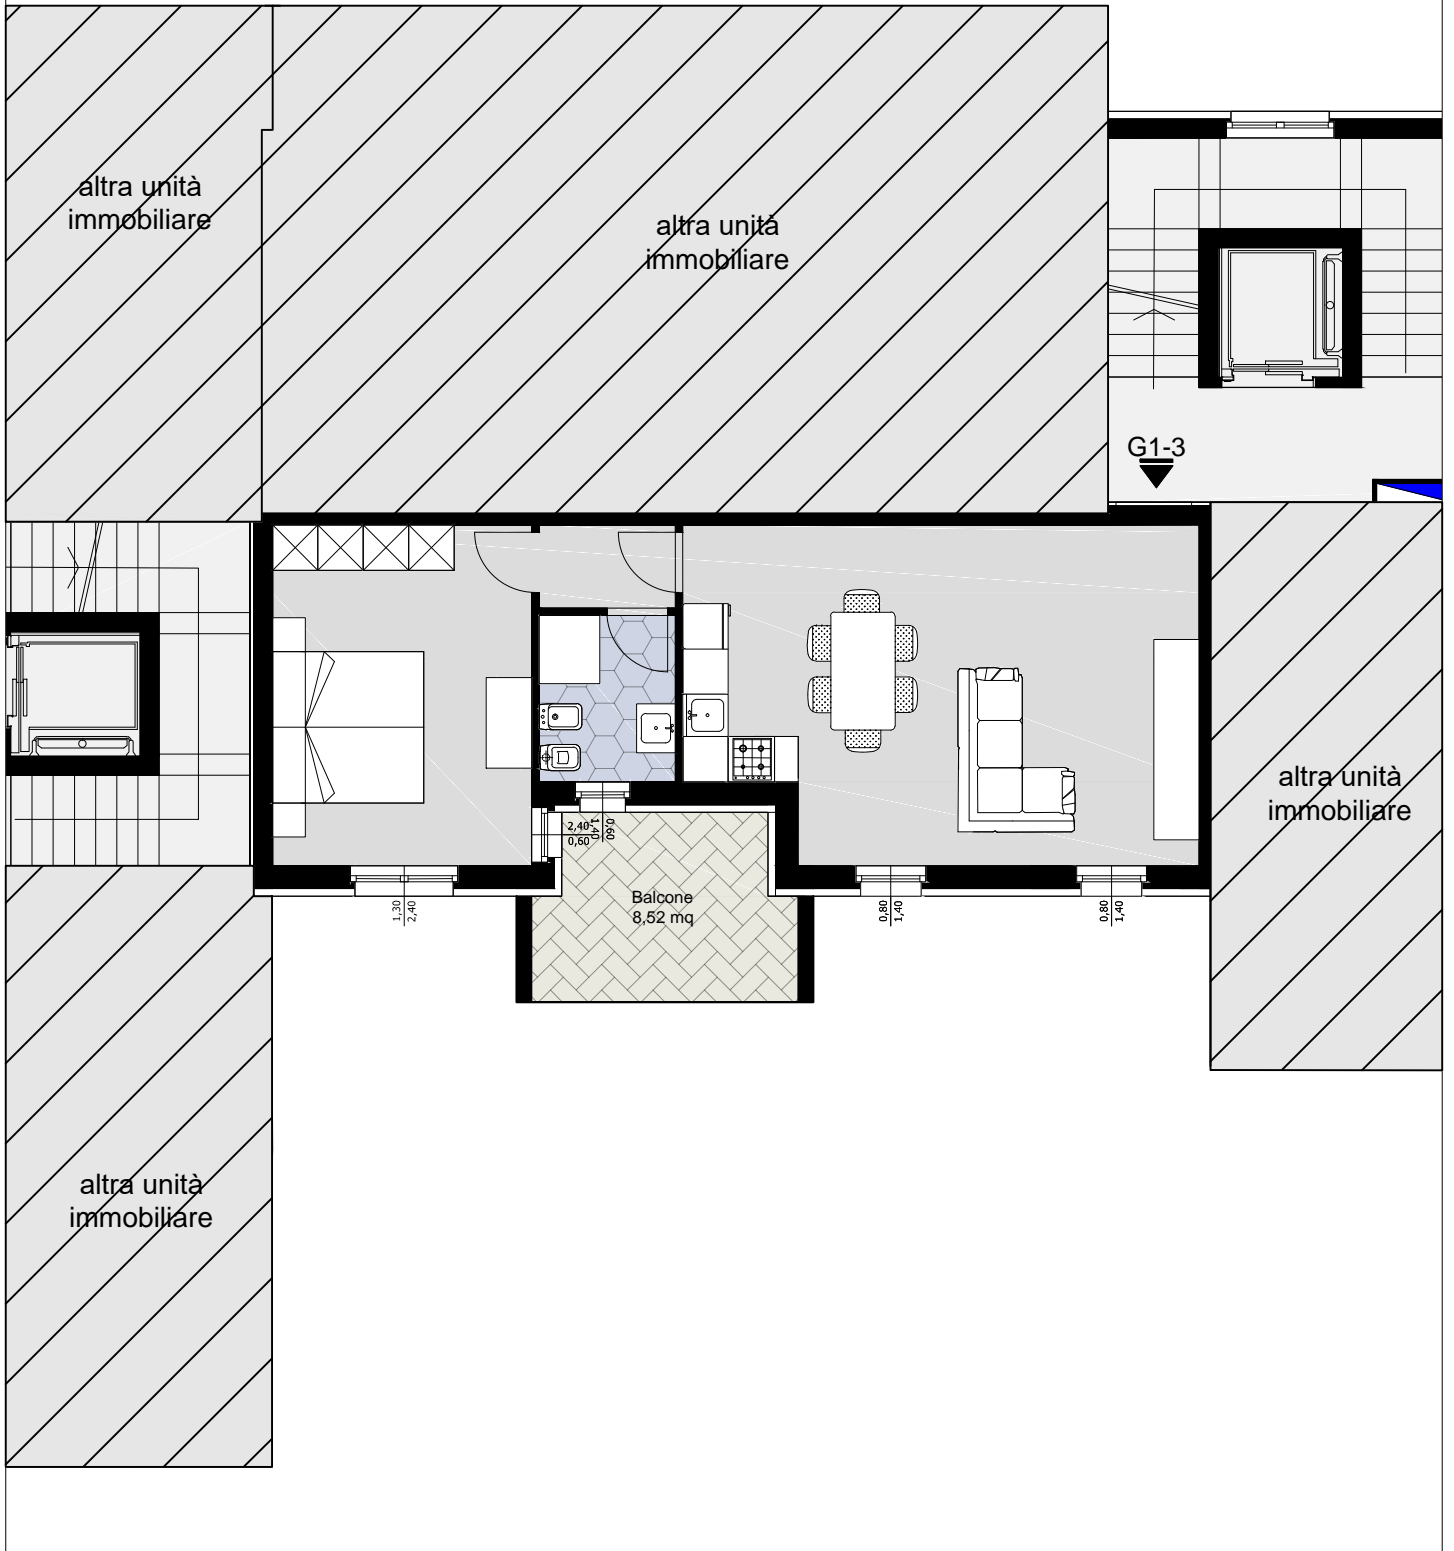 altra unità
immobiliare
altra unità
immobiliare
G1-3
altra unità
immobiliare
2,40
0,60
1,40
0,60
Balcone
8,52 mq
1,30
2,40
0,80
1,40
0,80
1,40
altra unità
immobiliare